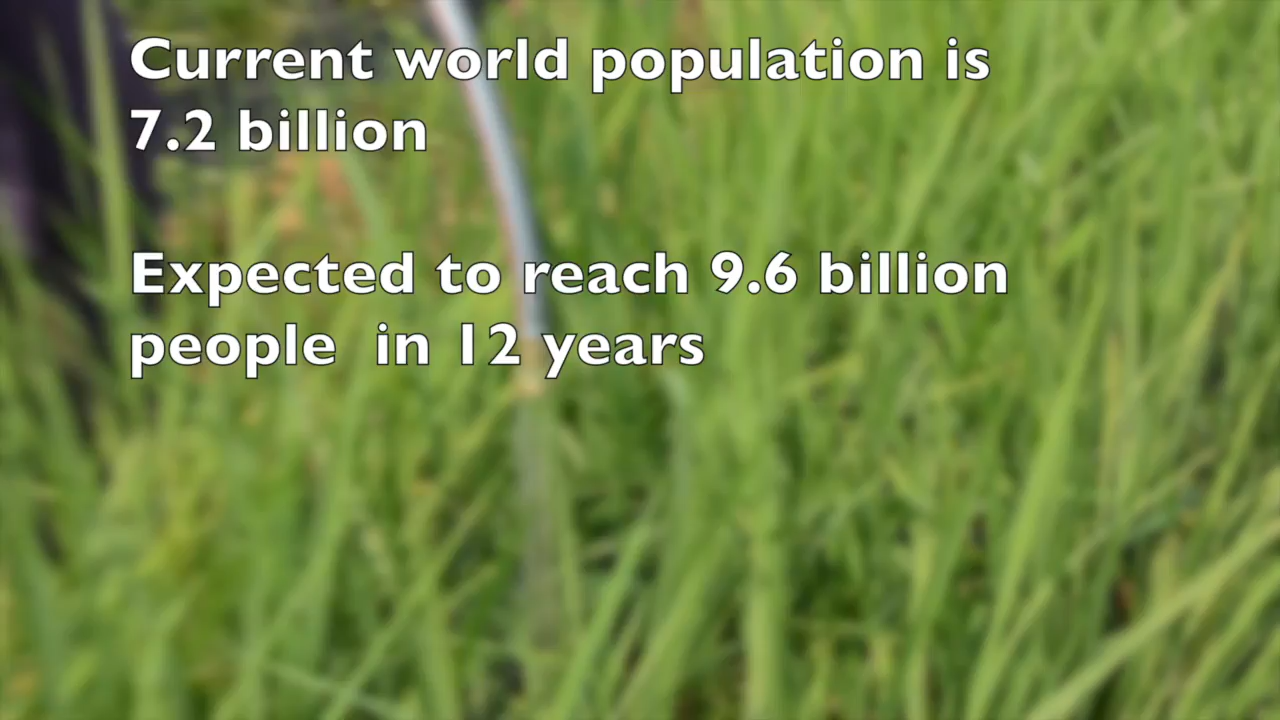 Current world population is
7.2 billion
Expected to reach 9.6 billion
people  in 12 years